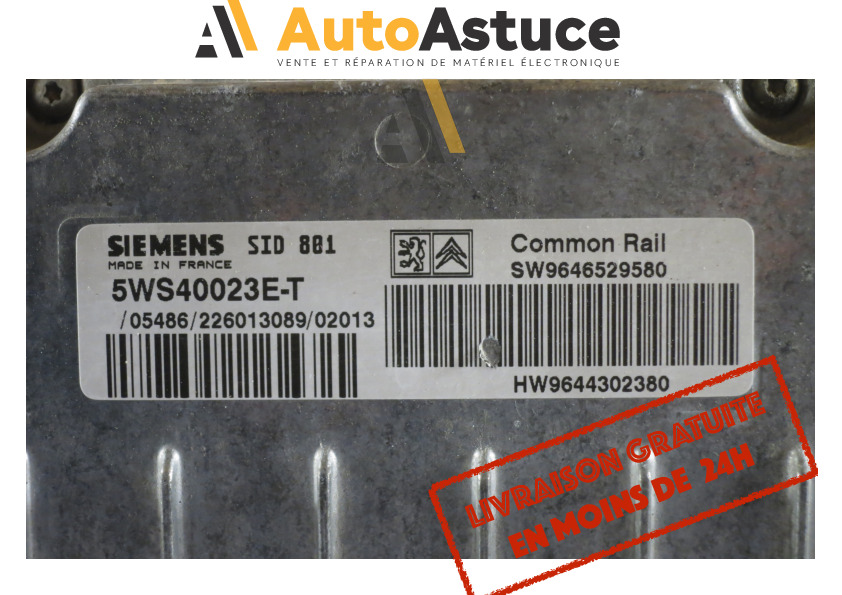 AutoAstuce
VENTE ET RÉPARATION DE MATÉRIEL ÉLECTRONIQUE
SIEMENS SID 801
MADE IN FRANCE
5WS40023E-T
/05486/226013089/02013
Common Rail
SW9646529580
HW9644302380
LIVRAISON GRATUITE
EN MOINS DE 24H